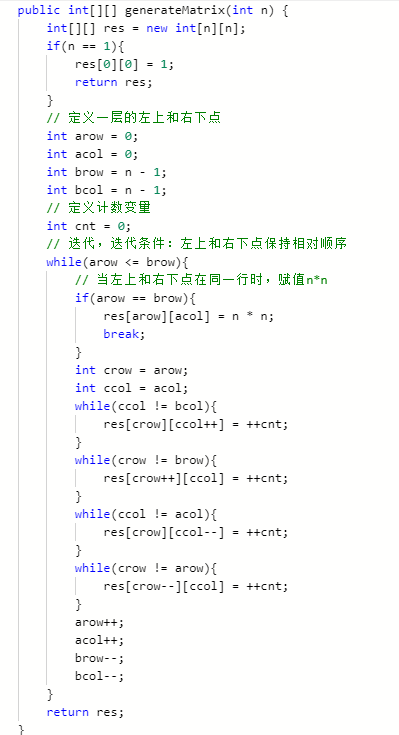 public int[][] generateMatrix(int n) {
    int[][] res = new int[n][n];
    if(n == 1){
        res[0][0] = 1;
        return res;
    }
    // 定义一层的左上和右下点
    int arow = 0;
    int acol = 0;
    int brow = n - 1;
    int bcol = n - 1;
    // 定义计数变量
    int cnt = 0;
    // 迭代，迭代条件：左上和右下点保持相对顺序
    while(arow <= brow){
        // 当左上和右下点在同一行时，赋值n*n
        if(arow == brow){
            res[arow][acol] = n * n;
            break;
        }
        int crow = arow;
        int ccol = acol;
        while(ccol != bcol){
            res[crow][ccol++] = ++cnt;
        }
        while(crow != brow){
            res[crow++][ccol] = ++cnt;
        }
        while(ccol != acol){
            res[crow][ccol--] = ++cnt;
        }
        while(crow != arow){
            res[crow--][ccol] = ++cnt;
        }
        arow++;
        acol++;
        brow--;
        bcol--;
    }
    return res;
}